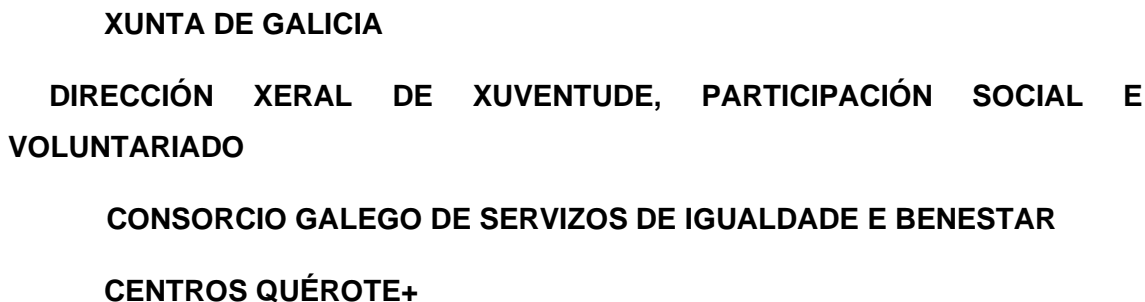 XUNTA DE GALICIA
DIRECCIÓN XERAL DE XUVENTUDE, PARTICIPACIÓN SOCIAL E
VOLUNTARIADO
CONSORCIO GALEGO DE SERVIZOS DE IGUALDADE E BENESTAR
CENTROS QUÉROTE+